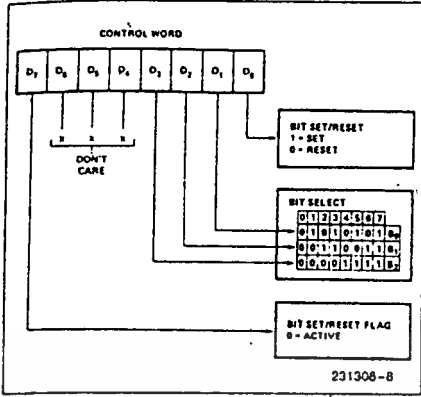 CONTROL WORD
D7 D6 D5 D4 D3 D2 D1 D0
X X X
DON'T
CARE
BIT SET/RESET
1 = SET
0 = RESET
BIT SELECT
0 1 2 3 4 5 6 7
0 1 0 1 0 1 0 1 B0
0 0 1 1 0 0 1 1 B1
0 0 0 0 1 1 1 1 B2
BIT SET/RESET FLAG
0 = ACTIVE
231308-8